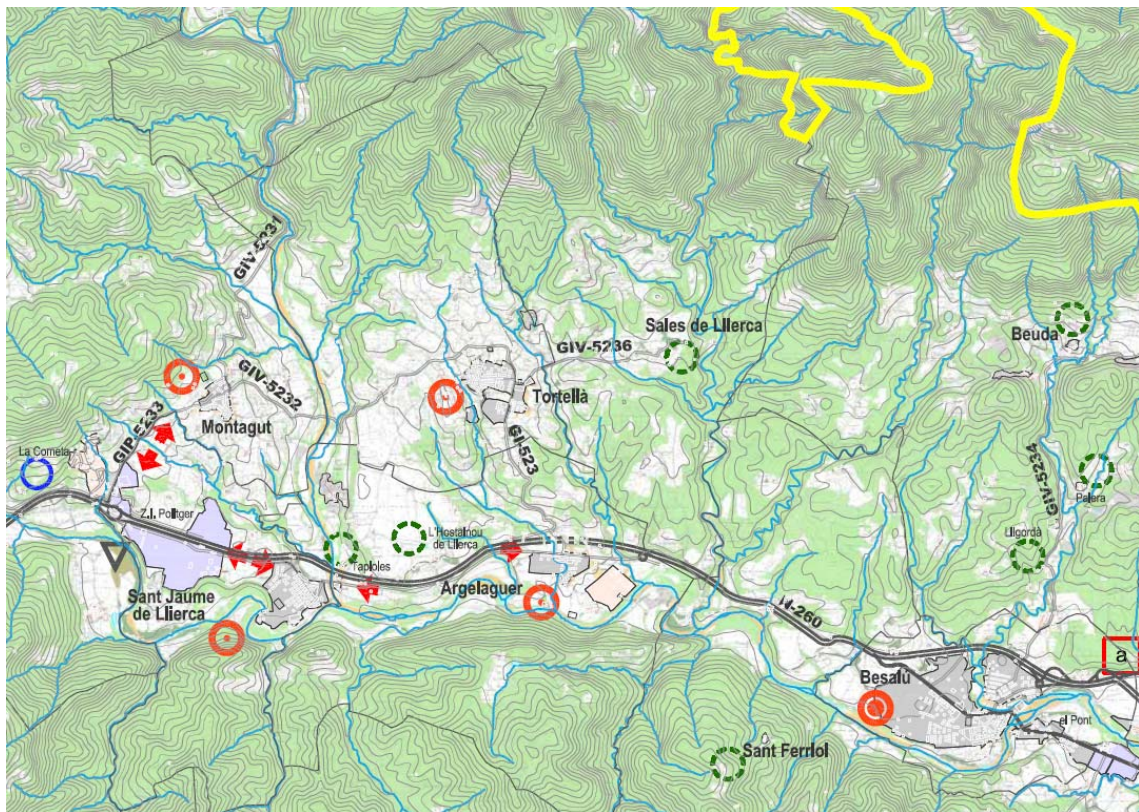 GIV-5231
Sales de Llierca
Beuda
GIV-5236
GIV-5232
Tortellà
Montagut
GIP-5233
GI-523
La Cometa
GIV-5234
Palera
Z.I. Politger
L'Hostalnou
de Llierca
Lligordà
Tapioles
Sant Jaume
de Llierca
Argelaguer
N-260
a
Besalú
el Pont
Sant Ferriol